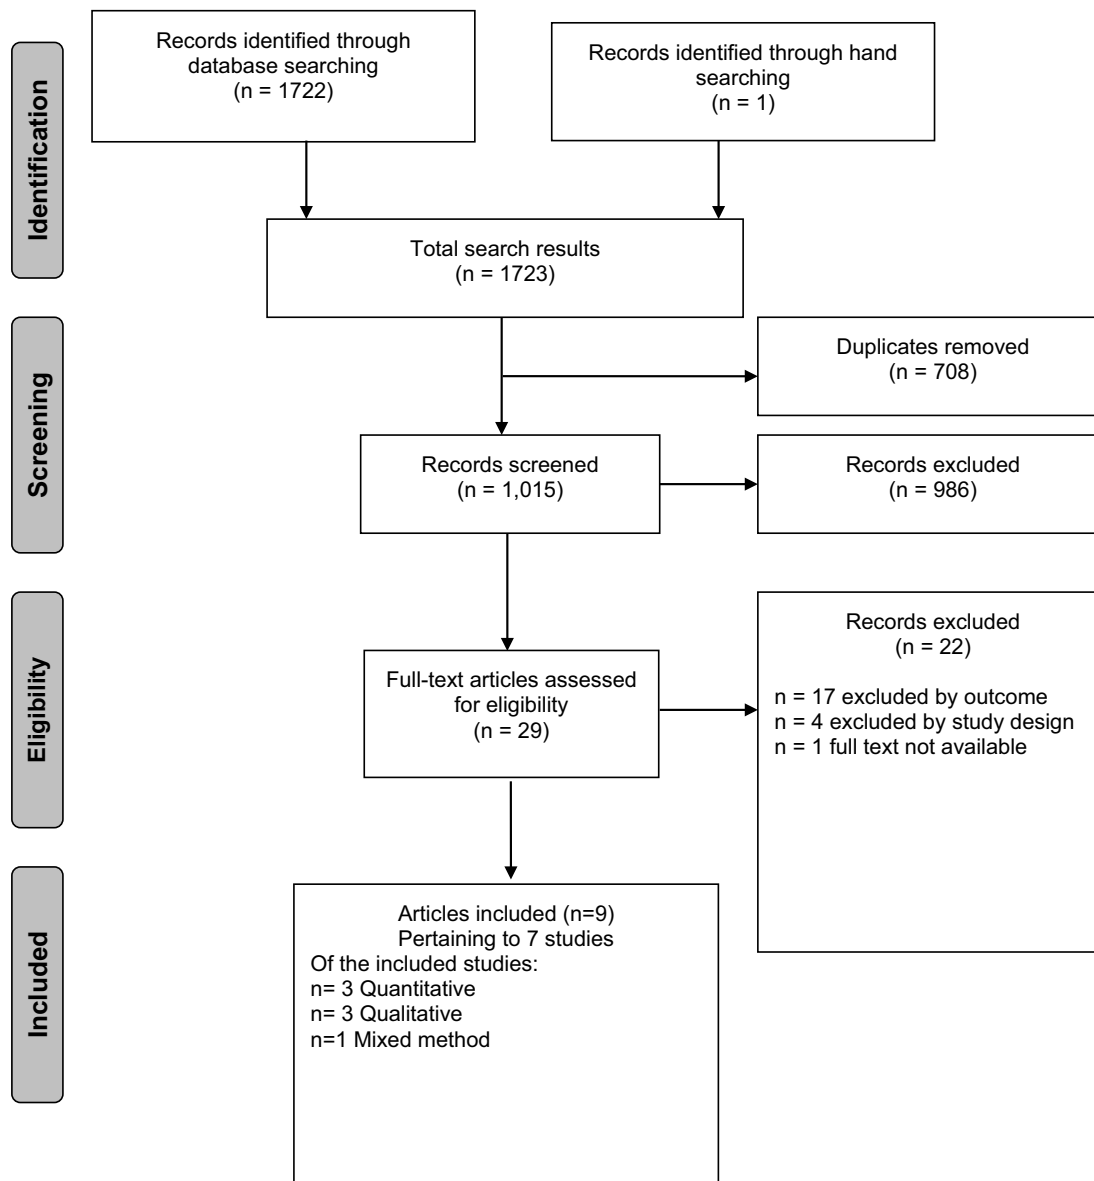 Identification
Records identified through
database searching
(n = 1722)
Records identified through hand
searching
(n = 1)
Total search results
(n = 1723)
Screening
Duplicates removed
(n = 708)
Records screened
(n = 1,015)
Records excluded
(n = 986)
Eligibility
Full-text articles assessed
for eligibility
(n = 29)
Records excluded
(n = 22)
n = 17 excluded by outcome
n = 4 excluded by study design
n = 1 full text not available
Included
Articles included (n=9)
Pertaining to 7 studies
Of the included studies:
n= 3 Quantitative
n= 3 Qualitative
n=1 Mixed method